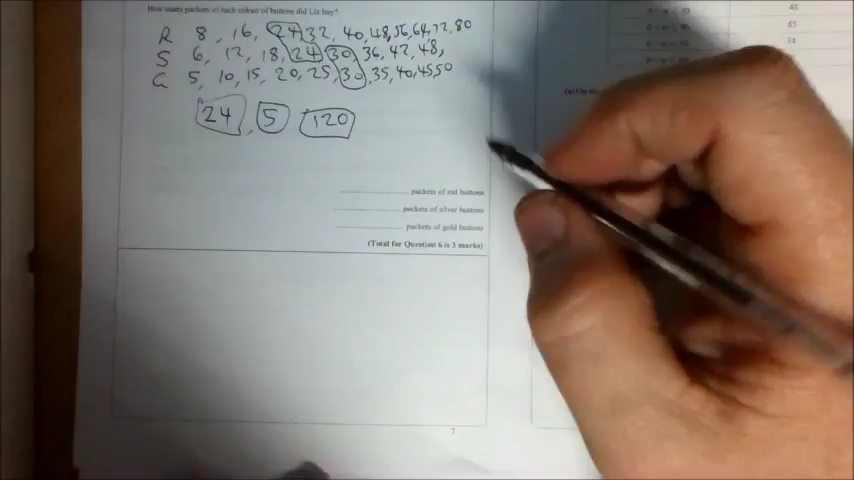 How many packets of each colour of buttons did Liz buy?
R 8, 16, 24, 32, 40, 48, 56, 64, 72, 80
S 6, 12, 18, 24, 30, 36, 42, 48,
G 5, 10, 15, 20, 25, 30, 35, 40, 45, 50
24, 5 120
packets of red buttons
packets of silver buttons
packets of gold buttons
(Total for Question 6 is 3 marks)
7
65